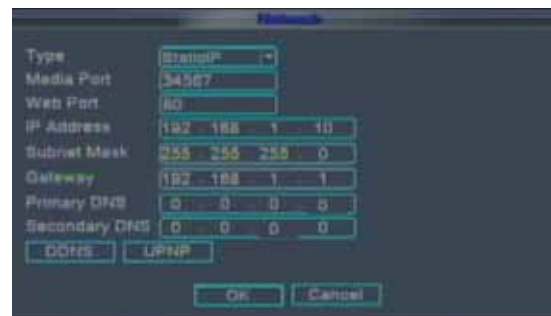 Network
Type StaticIP
Media Port 34567
Web Port 80
IP Address 192 . 168 . 1 . 10
Subnet Mask 255 . 255 . 255 . 0
Gateway 192 . 168 . 1 . 1
Primary DNS 0 . 0 . 0 . 0
Secondary DNS 0 . 0 . 0 . 0
DDNS UPNP
OK Cancel